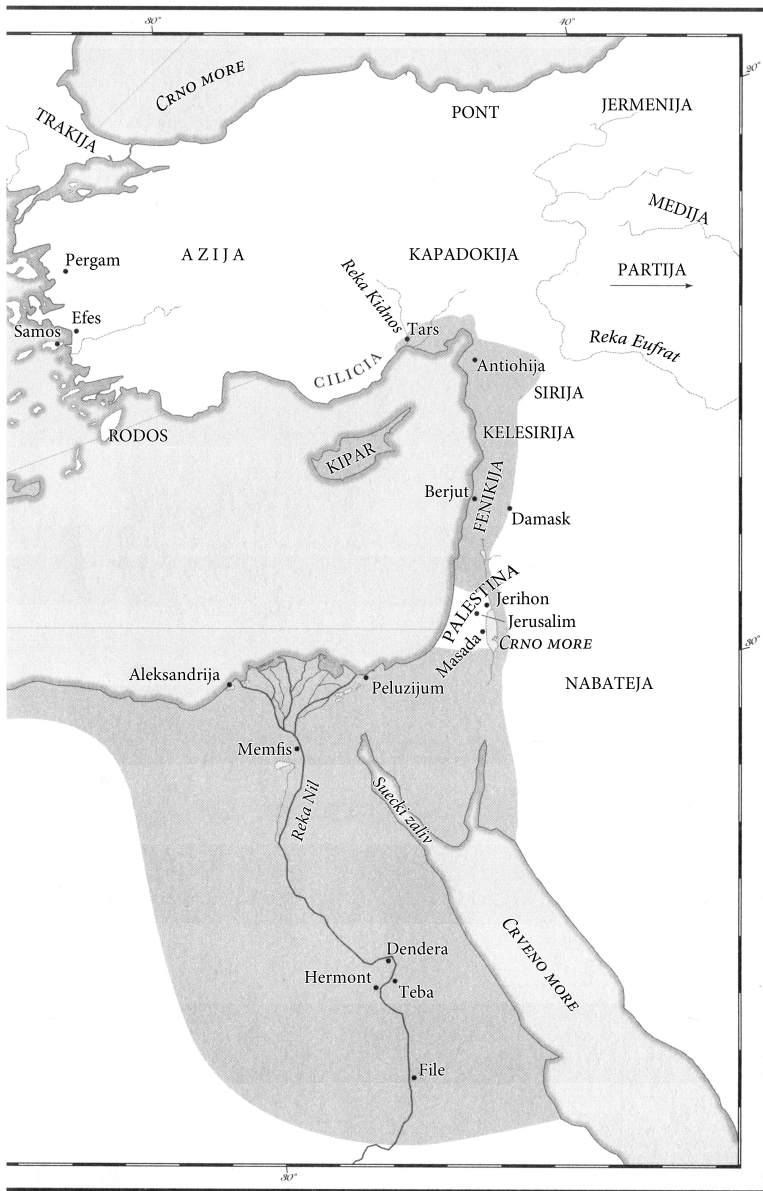 30°
40°
20°
CRNO MORE
TRAKIJA
PONT
JERMENIJA
MEDIJA
Pergam
AZIJA
KAPADOKIJA
PARTIJA
Reka Kidnos
Efes
Samos
Tars
Reka Eufrat
CILICIA
Antiohija
SIRIJA
RODOS
KELESIRIJA
KIPAR
Berjut
FENIKIJA
Damask
PALESTINA
Jerihon
Jerusalim
Masada
CRNO MORE
30°
Aleksandrija
Peluzijum
NABATEJA
Memfis
Reka Nil
Suecki zaliv
CRVENO MORE
Dendera
Hermont
Teba
File
30°